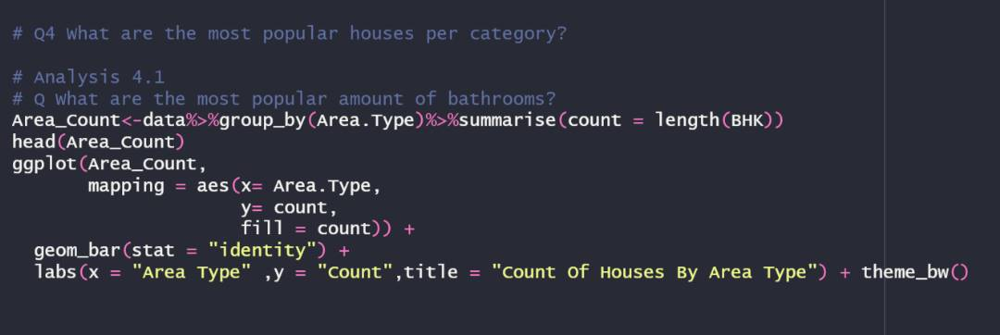 # Q4 What are the most popular houses per category?
# Analysis 4.1
# Q What are the most popular amount of bathrooms?
Area_Count<-data%>%group_by(Area.Type)%>%summarise(count = length(BHK))
head(Area_Count)
ggplot(Area_Count,
mapping = aes(x= Area.Type,
y= count,
fill = count)) +
geom_bar(stat = "identity") +
labs(x = "Area Type" ,y = "Count",title = "Count Of Houses By Area Type") + theme_bw()